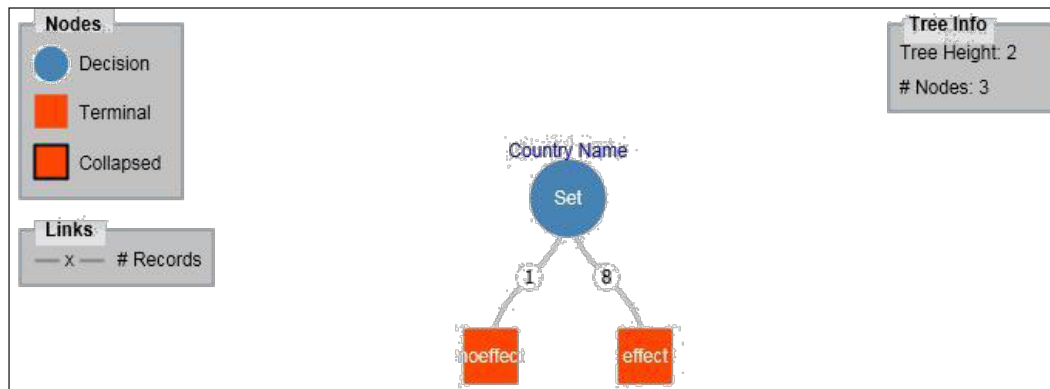 Nodes
Decision
Terminal
Collapsed
Links
x # Records
Tree Info
Tree Height: 2
# Nodes: 3
Country Name
Set
1 8
noeffect effect